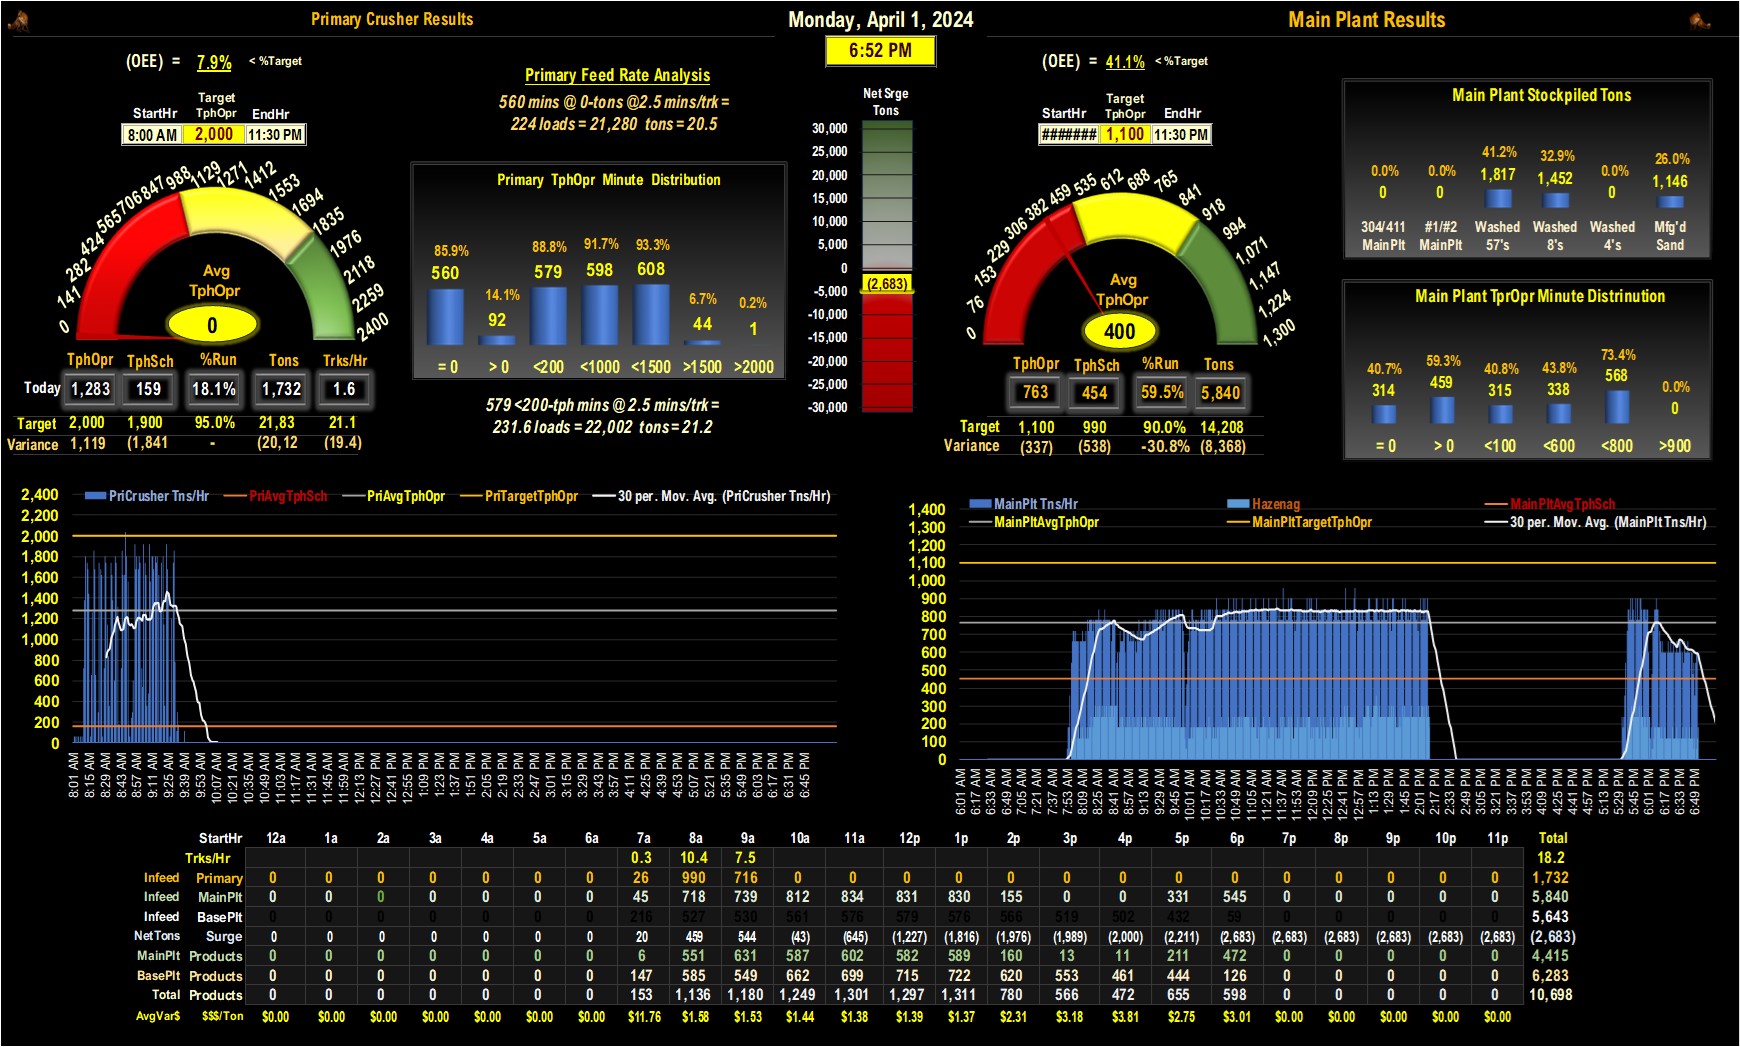 Primary Crusher Results
Monday, April 1, 2024
Main Plant Results
6:52 PM
(OEE) = 7.9% < %Target
StartHr Target TphOpr EndHr
8:00 AM 2,000 11:30 PM
0 141 282 424 565 706 847 988 1129 1271 1412 1553 1694 1835 1976 2118 2259 2400
Avg
TphOpr
0
TphOpr TphSch %Run Tons Trks/Hr
Today 1,283 159 18.1% 1,732 1.6
Target 2,000 1,900 95.0% 21,83 21.1
Variance 1,119 (1,841 - (20,12 (19.4)
Primary Feed Rate Analysis
560 mins @ 0-tons @2.5 mins/trk =
224 loads = 21,280 tons = 20.5
Primary TphOpr Minute Distribution
85.9% 14.1% 88.8% 91.7% 93.3% 6.7% 0.2%
560 92 579 598 608 44 1
= 0 > 0 <200 <1000 <1500 >1500 >2000
579 <200-tph mins @ 2.5 mins/trk =
231.6 loads = 22,002 tons = 21.2
Net Srge
Tons
30,000
25,000
20,000
15,000
10,000
5,000
0
(2,683)
-5,000
-10,000
-15,000
-20,000
-25,000
-30,000
(OEE) = 41.1% < %Target
StartHr Target TphOpr EndHr
####### 1,100 11:30 PM
0 76 153 229 306 382 459 535 612 688 765 841 918 994 1,071 1,147 1,224 1,300
Avg
TphOpr
400
TphOpr TphSch %Run Tons
763 454 59.5% 5,840
Target 1,100 990 90.0% 14,208
Variance (337) (538) -30.8% (8,368)
Main Plant Stockpiled Tons
0.0% 0.0% 41.2% 32.9% 0.0% 26.0%
0 0 1,817 1,452 0 1,146
304/411 #1/#2 Washed Washed Washed Mfg'd
MainPlt MainPlt 57's 8's 4's Sand
Main Plant TprOpr Minute Distrinution
40.7% 59.3% 40.8% 43.8% 73.4% 0.0%
314 459 315 338 568 0
= 0 > 0 <100 <600 <800 >900
PriCrusher Tns/Hr PriAvgTphSch PriAvgTphOpr PriTargetTphOpr 30 per. Mov. Avg. (PriCrusher Tns/Hr)
2,400
2,200
2,000
1,800
1,600
1,400
1,200
1,000
800
600
400
200
0
8:01 AM 8:15 AM 8:29 AM 8:43 AM 8:57 AM 9:11 AM 9:25 AM 9:39 AM 9:53 AM 10:07 AM 10:21 AM 10:35 AM 10:49 AM 11:03 AM 11:17 AM 11:31 AM 11:45 AM 11:59 AM 12:13 PM 12:27 PM 12:41 PM 12:55 PM 1:09 PM 1:23 PM 1:37 PM 1:51 PM 2:05 PM 2:19 PM 2:33 PM 2:47 PM 3:01 PM 3:15 PM 3:29 PM 3:43 PM 3:57 PM 4:11 PM 4:25 PM 4:39 PM 4:53 PM 5:07 PM 5:21 PM 5:35 PM 5:49 PM 6:03 PM 6:17 PM 6:31 PM 6:45 PM
MainPlt Tns/Hr Hazenag MainPltAvgTphSch
MainPltAvgTphOpr MainPltTargetTphOpr 30 per. Mov. Avg. (MainPlt Tns/Hr)
1,400
1,300
1,200
1,100
1,000
900
800
700
600
500
400
300
200
100
0
6:01 AM 6:17 AM 6:33 AM 6:49 AM 7:05 AM 7:21 AM 7:37 AM 7:53 AM 8:09 AM 8:25 AM 8:41 AM 8:57 AM 9:13 AM 9:29 AM 9:45 AM 10:01 AM 10:17 AM 10:33 AM 10:49 AM 11:05 AM 11:21 AM 11:37 AM 11:53 AM 12:09 PM 12:25 PM 12:41 PM 12:57 PM 1:13 PM 1:29 PM 1:45 PM 2:01 PM 2:17 PM 2:33 PM 2:49 PM 3:05 PM 3:21 PM 3:37 PM 3:53 PM 4:09 PM 4:25 PM 4:41 PM 4:57 PM 5:13 PM 5:29 PM 5:45 PM 6:01 PM 6:17 PM 6:33 PM 6:49 PM
StartHr 12a 1a 2a 3a 4a 5a 6a 7a 8a 9a 10a 11a 12p 1p 2p 3p 4p 5p 6p 7p 8p 9p 10p 11p Total
Trks/Hr 0.3 10.4 7.5 18.2
Infeed Primary 0 0 0 0 0 0 0 26 990 716 0 0 0 0 0 0 0 0 0 0 0 0 0 0 1,732
Infeed MainPlt 0 0 0 0 0 0 0 45 718 739 812 834 831 830 155 0 0 331 545 0 0 0 0 0 5,840
Infeed BasePlt 0 0 0 0 0 0 0 216 527 530 561 576 579 576 566 519 502 432 59 0 0 0 0 0 5,643
NetTons Surge 0 0 0 0 0 0 0 20 459 544 (43) (645) (1,227) (1,816) (1,976) (1,989) (2,000) (2,211) (2,683) (2,683) (2,683) (2,683) (2,683) (2,683) (2,683)
MainPlt Products 0 0 0 0 0 0 0 6 551 631 587 602 582 589 160 13 11 211 472 0 0 0 0 0 4,415
BasePlt Products 0 0 0 0 0 0 0 147 585 549 662 699 715 722 620 553 461 444 126 0 0 0 0 0 6,283
Total Products 0 0 0 0 0 0 0 153 1,136 1,180 1,249 1,301 1,297 1,311 780 566 472 655 598 0 0 0 0 0 10,698
AvgVar$ $$$/Ton $0.00 $0.00 $0.00 $0.00 $0.00 $0.00 $0.00 $11.76 $1.58 $1.53 $1.44 $1.38 $1.39 $1.37 $2.31 $3.18 $3.81 $2.75 $3.01 $0.00 $0.00 $0.00 $0.00 $0.00